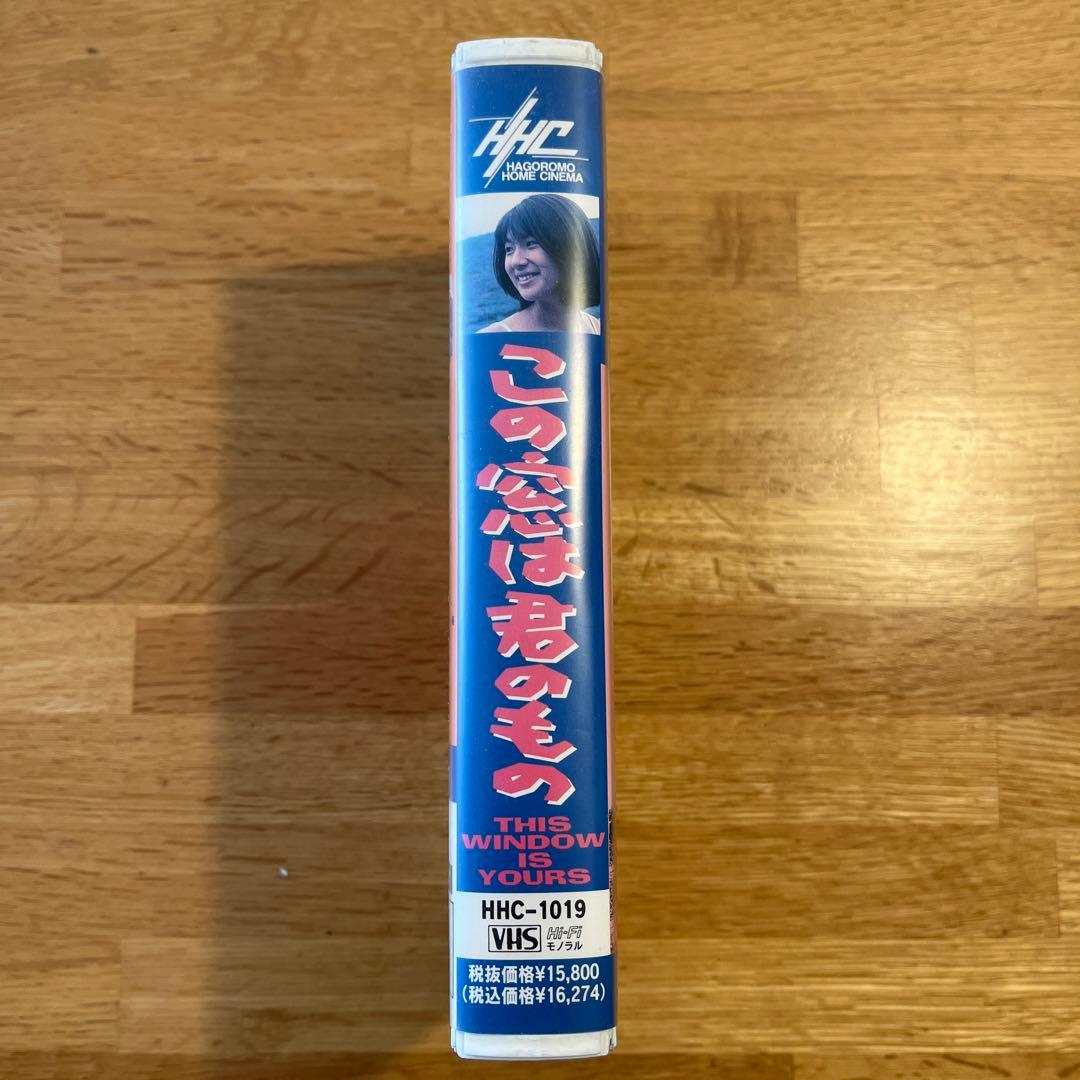 HHC
HAGOROMO
HOME CINEMA
この窓は君のもの
THIS
WINDOW
IS
YOURS
HHC-1019
VHS Hi-Fi
モノラル
税抜価格¥15,800
(税込価格¥16,274)